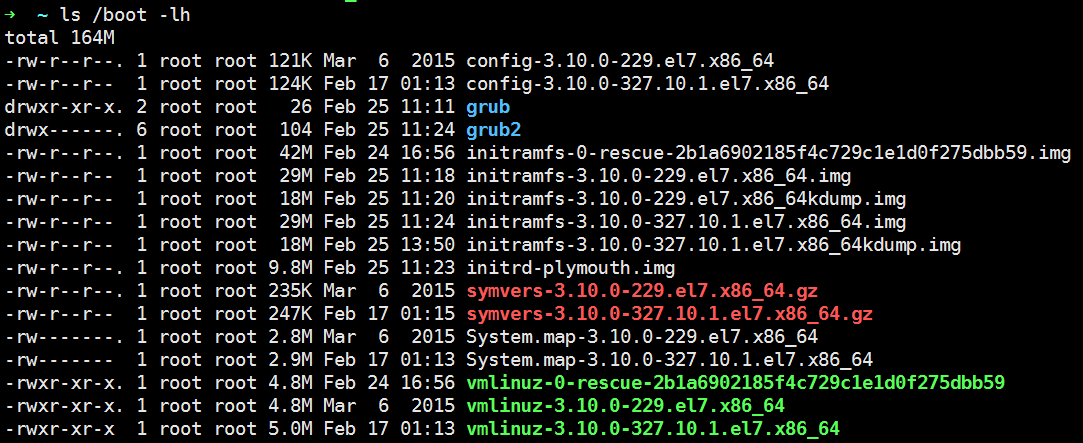 ➜  ~ ls /boot -lh
total 164M
-rw-r--r--. 1 root root 121K Mar  6  2015 config-3.10.0-229.el7.x86_64
-rw-r--r--  1 root root 124K Feb 17 01:13 config-3.10.0-327.10.1.el7.x86_64
drwxr-xr-x. 2 root root   26 Feb 25 11:11 grub
drwx------. 6 root root  104 Feb 25 11:24 grub2
-rw-r--r--. 1 root root  42M Feb 24 16:56 initramfs-0-rescue-2b1a6902185f4c729c1e1d0f275dbb59.img
-rw-r--r--  1 root root  29M Feb 25 11:18 initramfs-3.10.0-229.el7.x86_64.img
-rw-r--r--  1 root root  18M Feb 25 11:20 initramfs-3.10.0-229.el7.x86_64kdump.img
-rw-r--r--  1 root root  29M Feb 25 11:24 initramfs-3.10.0-327.10.1.el7.x86_64.img
-rw-r--r--  1 root root  18M Feb 25 13:50 initramfs-3.10.0-327.10.1.el7.x86_64kdump.img
-rw-r--r--. 1 root root 9.8M Feb 25 11:23 initrd-plymouth.img
-rw-r--r--. 1 root root 235K Mar  6  2015 symvers-3.10.0-229.el7.x86_64.gz
-rw-r--r--  1 root root 247K Feb 17 01:15 symvers-3.10.0-327.10.1.el7.x86_64.gz
-rw-------. 1 root root 2.8M Mar  6  2015 System.map-3.10.0-229.el7.x86_64
-rw-------  1 root root 2.9M Feb 17 01:13 System.map-3.10.0-327.10.1.el7.x86_64
-rwxr-xr-x. 1 root root 4.8M Feb 24 16:56 vmlinuz-0-rescue-2b1a6902185f4c729c1e1d0f275dbb59
-rwxr-xr-x. 1 root root 4.8M Mar  6  2015 vmlinuz-3.10.0-229.el7.x86_64
-rwxr-xr-x  1 root root 5.0M Feb 17 01:13 vmlinuz-3.10.0-327.10.1.el7.x86_64